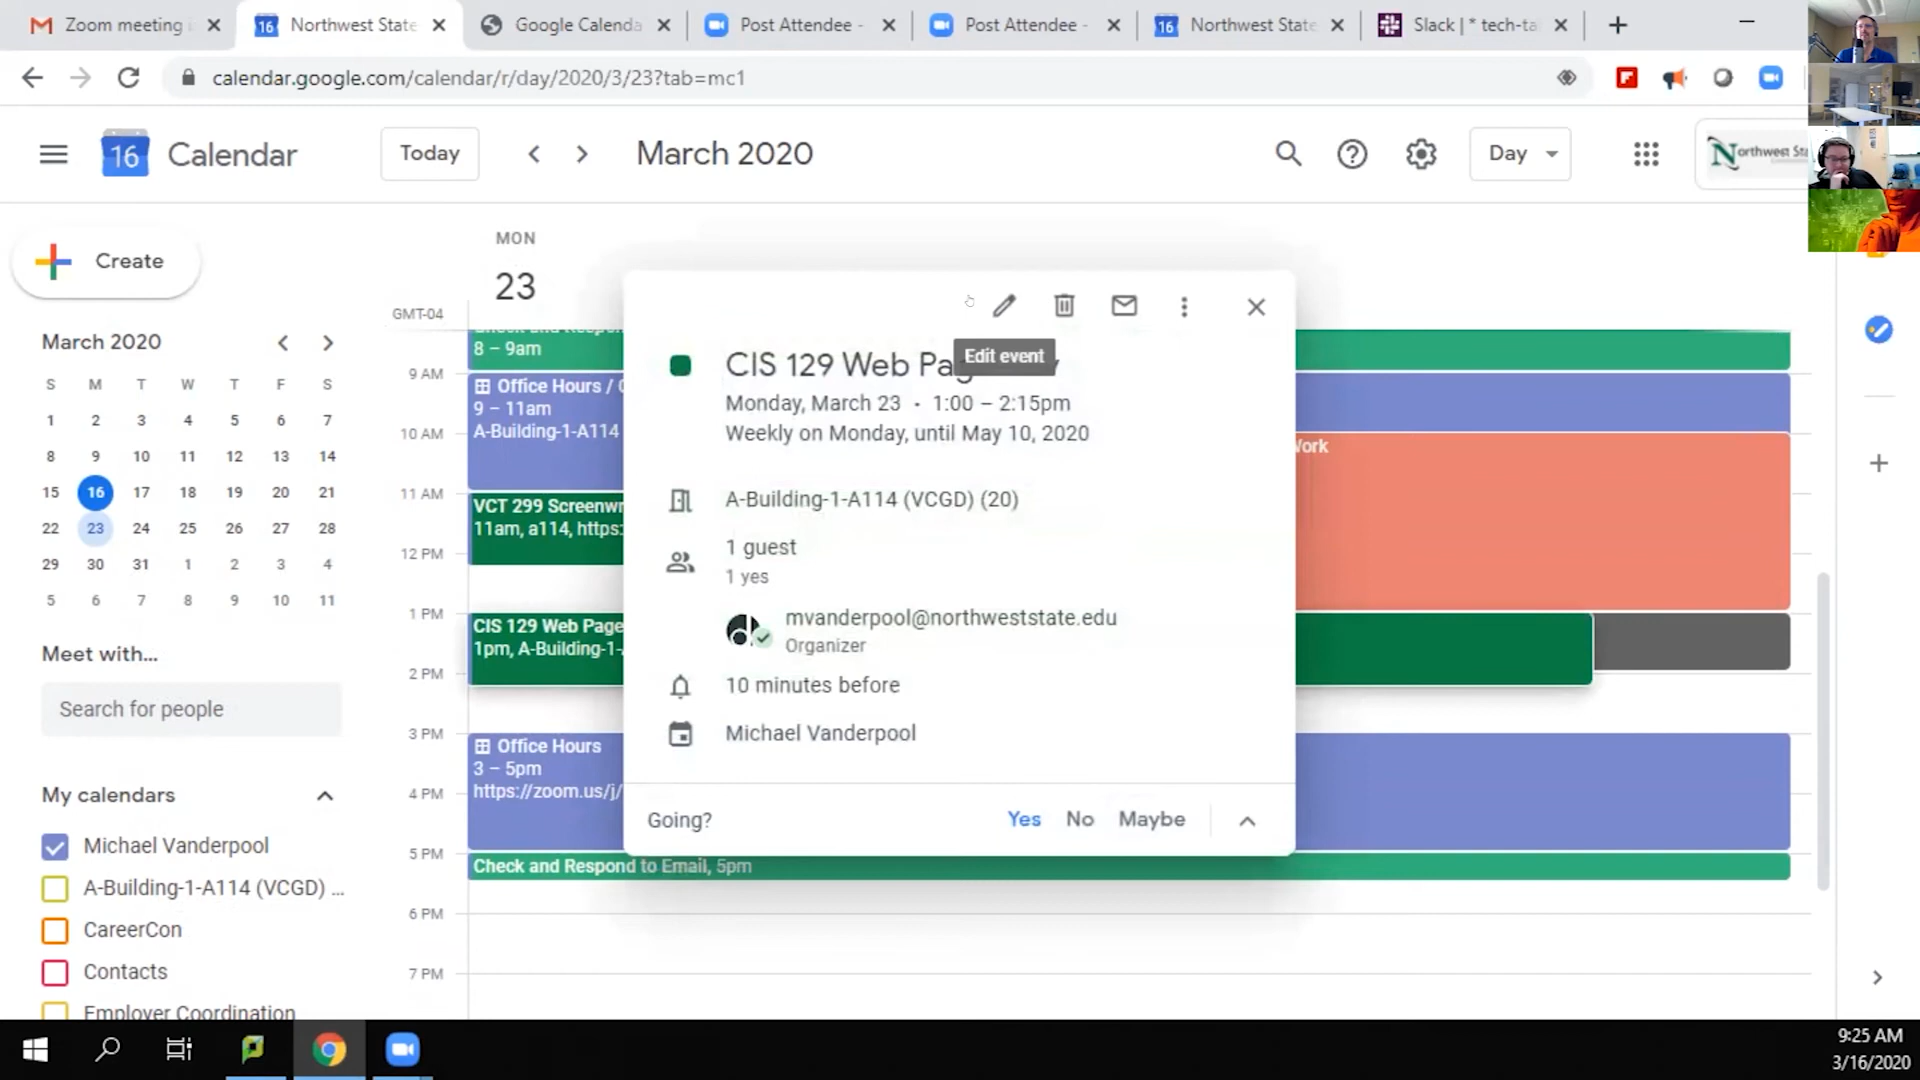 Zoom meeting i
Northwest State
Google Calenda
Post Attendee -
Post Attendee -
Northwest State
Slack | * tech-ta
calendar.google.com/calendar/r/day/2020/3/23?tab=mc1
16
Calendar
Today
March 2020
Day
Northwest Sta
Create
MON
23
GMT-04
March 2020
S M T W T F S
1 2 3 4 5 6 7
8 9 10 11 12 13 14
15 16 17 18 19 20 21
22 23 24 25 26 27 28
29 30 31 1 2 3 4
5 6 7 8 9 10 11
Meet with...
Search for people
My calendars
Michael Vanderpool
A-Building-1-A114 (VCGD) ...
CareerCon
Contacts
Employer Coordination
9 AM
10 AM
11 AM
12 PM
1 PM
2 PM
3 PM
4 PM
5 PM
6 PM
7 PM
8 – 9am
Office Hours / C
9 – 11am
A-Building-1-A114
VCT 299 Screenwr
11am, a114, https:
CIS 129 Web Page
1pm, A-Building-1-
Office Hours
3 – 5pm
https://zoom.us/j/
Check and Respond to Email, 5pm
Work
Edit event
CIS 129 Web Pag
Monday, March 23 · 1:00 – 2:15pm
Weekly on Monday, until May 10, 2020
A-Building-1-A114 (VCGD) (20)
1 guest
1 yes
mvanderpool@northweststate.edu
Organizer
10 minutes before
Michael Vanderpool
Going?
Yes No Maybe
9:25 AM
3/16/2020